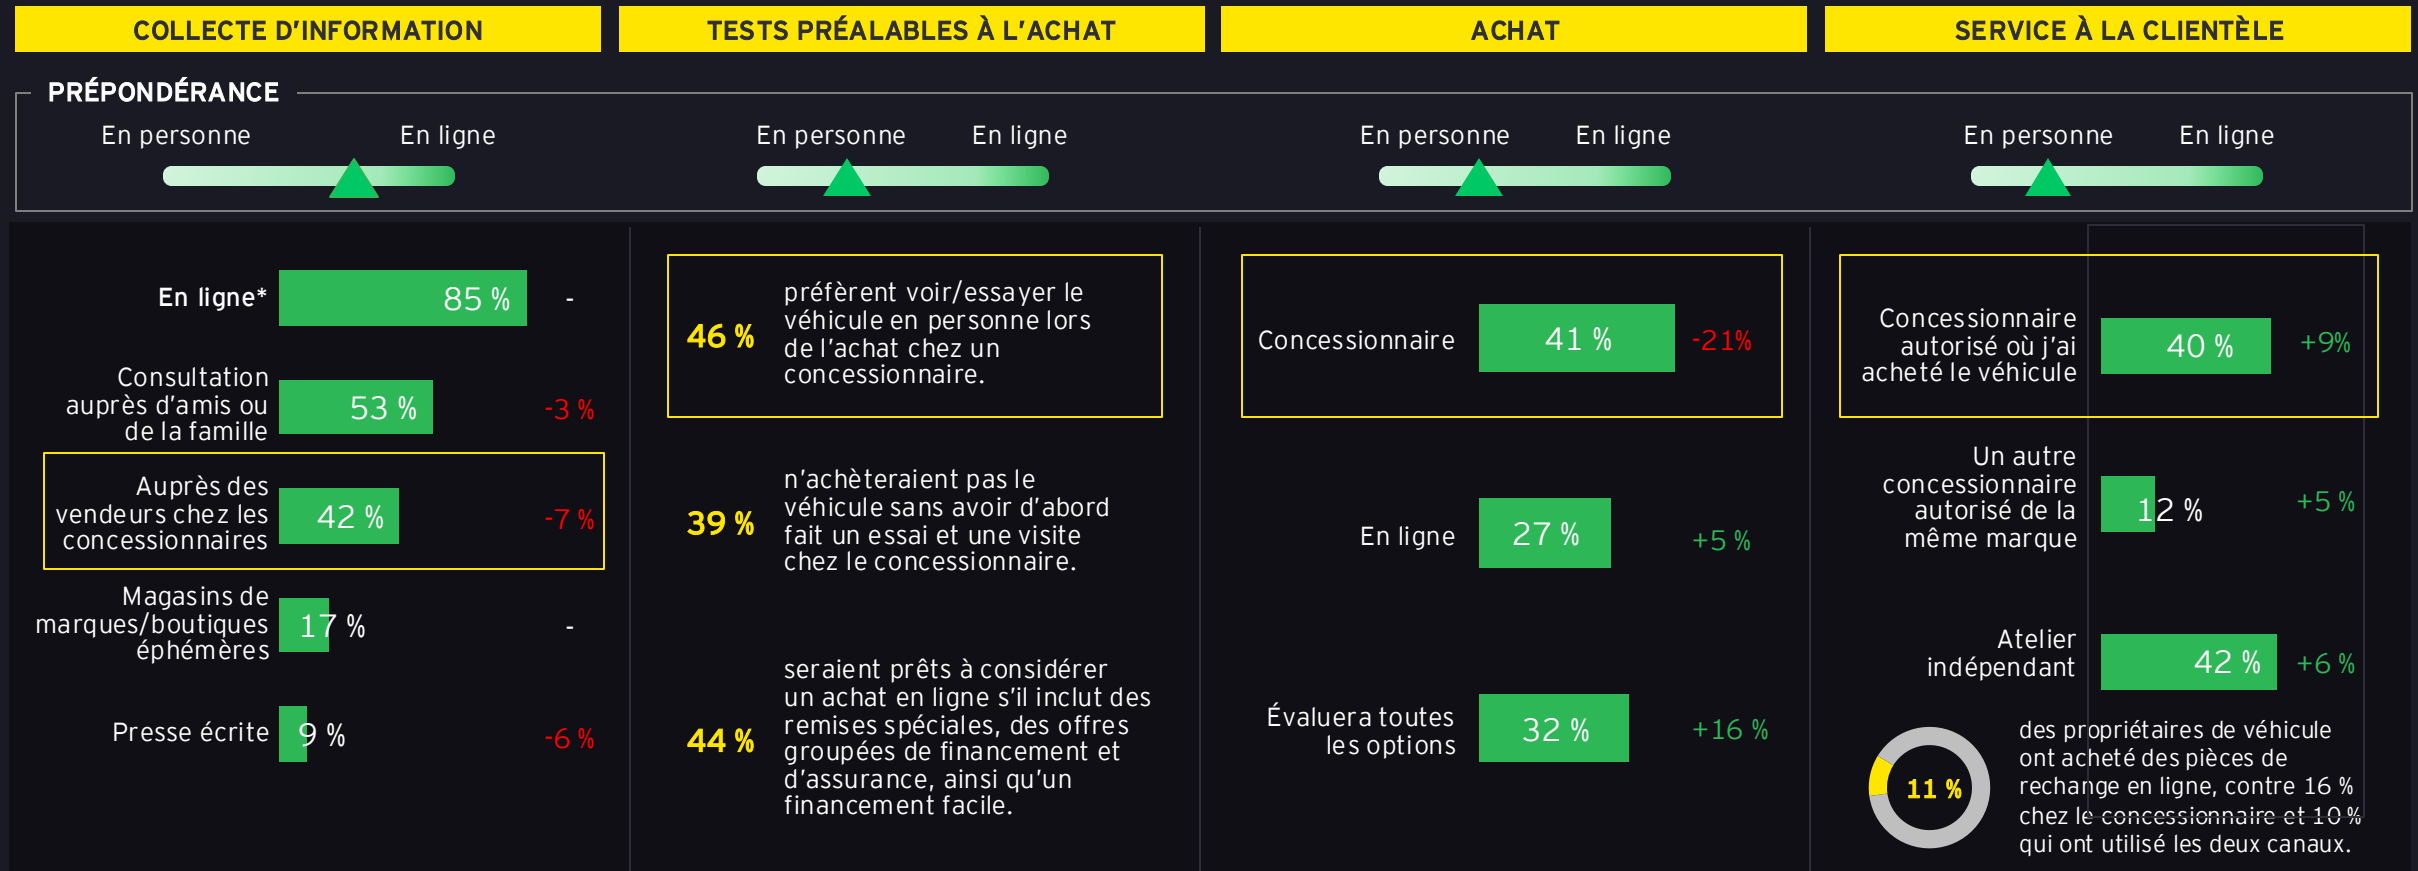 COLLECTE D'INFORMATION
TESTS PRÉALABLES À L'ACHAT
ACHAT
SERVICE À LA CLIENTÈLE
PRÉPONDÉRANCE
En personne
En ligne
En personne
En ligne
En personne
En ligne
En personne
En ligne
En ligne*
85 %
-
Consultation
auprès d'amis ou
de la famille
53 %
-3 %
Auprès des
vendeurs chez les
concessionnaires
42 %
-7 %
Magasins de
marques/boutiques
éphémères
17 %
-
Presse écrite
9 %
-6 %
46 %
préfèrent voir/essayer le
véhicule en personne lors
de l'achat chez un
concessionnaire.
39 %
n'achèteraient pas le
véhicule sans avoir d'abord
fait un essai et une visite
chez le concessionnaire.
44 %
seraient prêts à considérer
un achat en ligne s'il inclut des
remises spéciales, des offres
groupées de financement et
d'assurance, ainsi qu'un
financement facile.
Concessionnaire
41 %
-21%
En ligne
27 %
+5 %
Évaluera toutes
les options
32 %
+16 %
Concessionnaire
autorisé où j'ai
acheté le véhicule
40 %
+9%
Un autre
concessionnaire
autorisé de la
même marque
12 %
+5 %
Atelier
indépendant
42 %
+6 %
11 %
des propriétaires de véhicule
ont acheté des pièces de
rechange en ligne, contre 16 %
chez le concessionnaire et 10 %
qui ont utilisé les deux canaux.